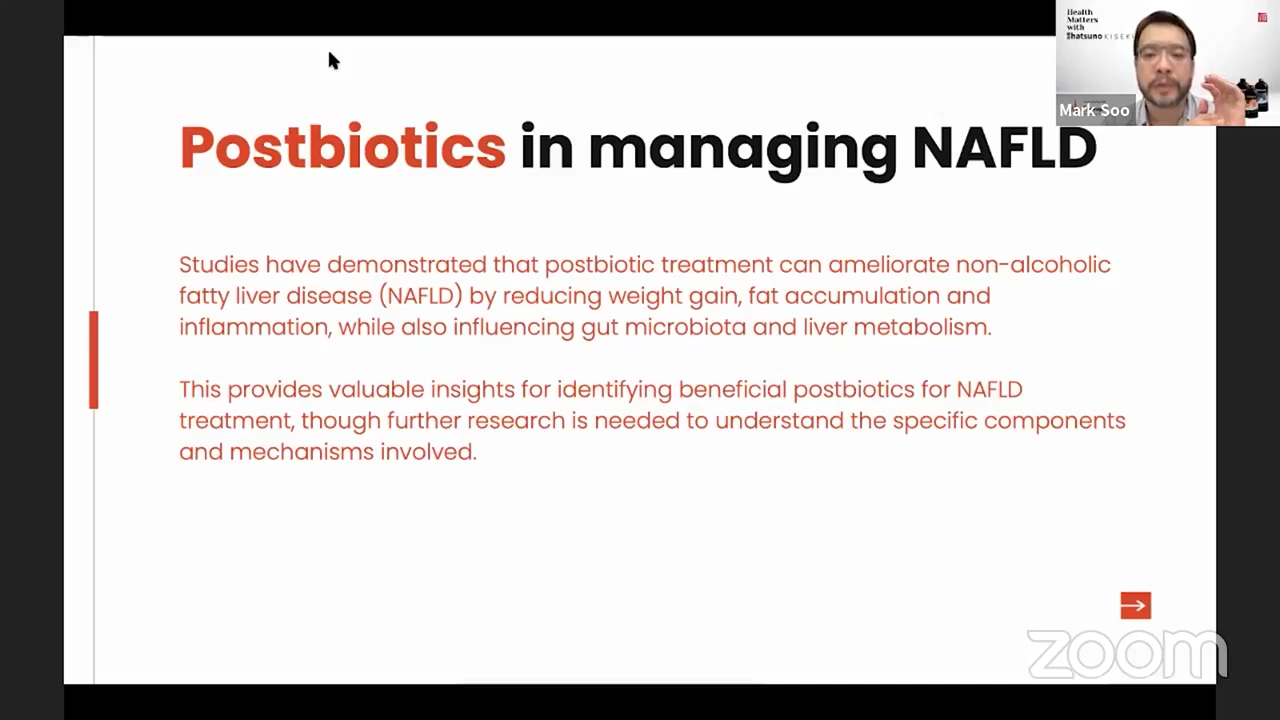 Health
Matters
with
Ihatsuno KISEKI
Mark Soo
Postbiotics in managing NAFLD
Studies have demonstrated that postbiotic treatment can ameliorate non-alcoholic
fatty liver disease (NAFLD) by reducing weight gain, fat accumulation and
inflammation, while also influencing gut microbiota and liver metabolism.
This provides valuable insights for identifying beneficial postbiotics for NAFLD
treatment, though further research is needed to understand the specific components
and mechanisms involved.
zoom